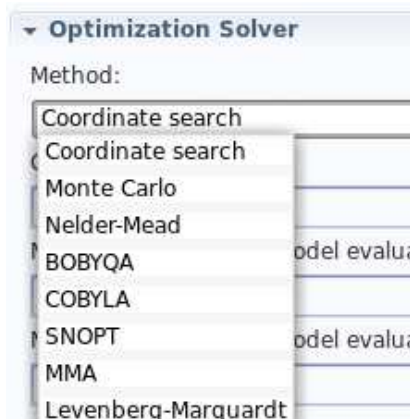 Optimization Solver
Method:
Coordinate search
Coordinate search
Monte Carlo
Nelder-Mead
BOBYQA
odel evalua
COBYLA
SNOPT
odel evalua
MMA
Levenberg-Marquardt